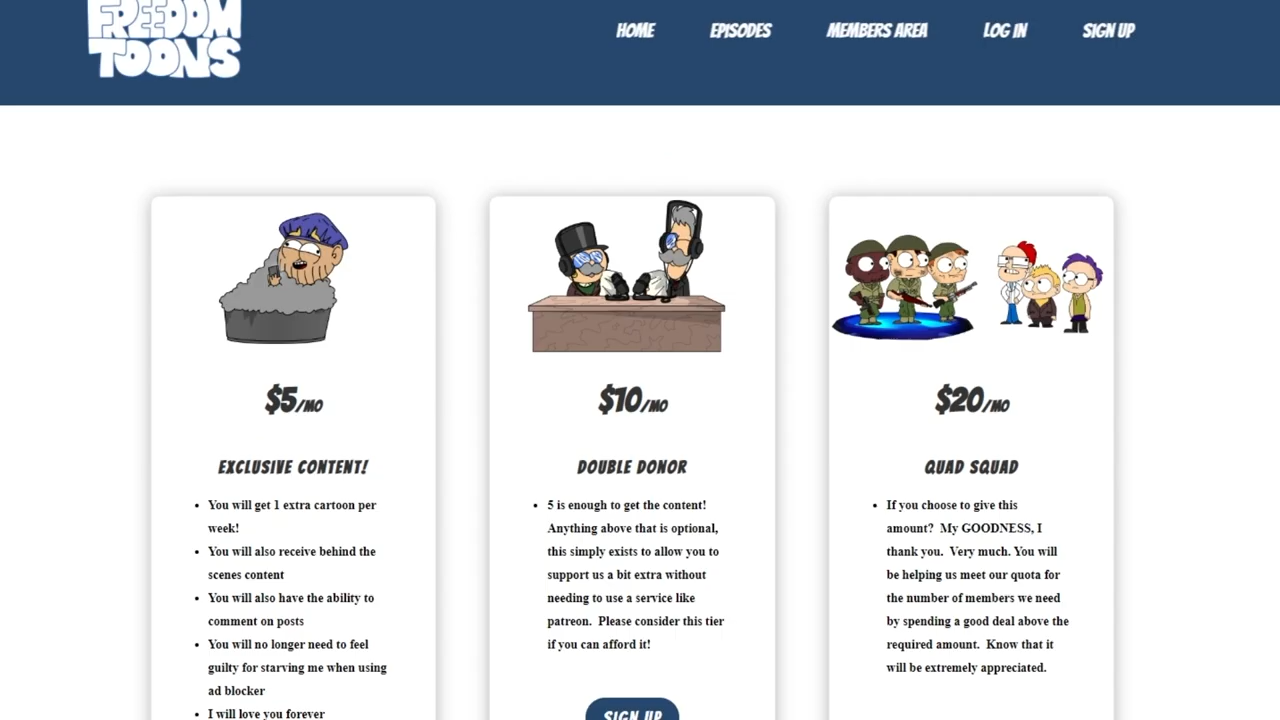 FREEDOM
TOONS
HOME
EPISODES
MEMBERS AREA
LOG IN
SIGN UP
$5/MO
EXCLUSIVE CONTENT!
• You will get 1 extra cartoon per
week!
• You will also receive behind the
scenes content
• You will also have the ability to
comment on posts
• You will no longer need to feel
guilty for starving me when using
ad blocker
• I will love you forever
$10/MO
DOUBLE DONOR
• 5 is enough to get the content!
Anything above that is optional,
this simply exists to allow you to
support us a bit extra without
needing to use a service like
patreon.  Please consider this tier
if you can afford it!
SIGN UP
$20/MO
QUAD SQUAD
• If you choose to give this
amount?  My GOODNESS, I
thank you.  Very much. You will
be helping us meet our quota for
the number of members we need
by spending a good deal above the
required amount.  Know that it
will be extremely appreciated.